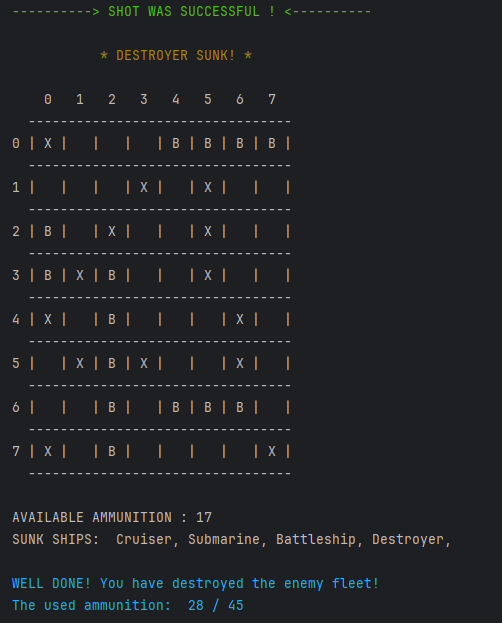 ----------> SHOT WAS SUCCESSFUL ! <----------
* DESTROYER SUNK! *
0 1 2 3 4 5 6 7
---------------------------------
0 | X |   |   |   | B | B | B | B |
---------------------------------
1 |   |   |   | X |   | X |   |   |
---------------------------------
2 | B |   | X |   |   | X |   |   |
---------------------------------
3 | B | X | B |   |   | X |   |   |
---------------------------------
4 | X |   | B |   |   |   | X |   |
---------------------------------
5 |   | X | B | X |   |   | X |   |
---------------------------------
6 |   |   | B |   | B | B | B |   |
---------------------------------
7 | X |   | B |   |   |   |   | X |
---------------------------------
AVAILABLE AMMUNITION : 17
SUNK SHIPS:  Cruiser, Submarine, Battleship, Destroyer,
WELL DONE! You have destroyed the enemy fleet!
The used ammunition:  28 / 45